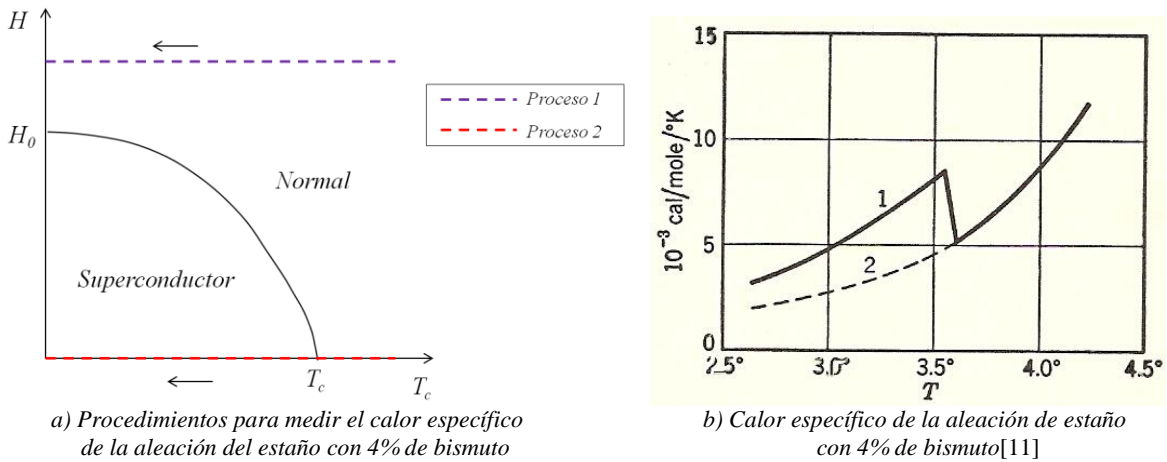 H
H₀
Normal
Superconductor
T_c
T_c
Proceso 1
Proceso 2
a) Procedimientos para medir el calor específico
de la aleación del estaño con 4% de bismuto
15
10
5
0
10⁻³ cal/mole/°K
1
2
2.5° 3.0° 3.5° 4.0° 4.5°
T
b) Calor específico de la aleación de estaño
con 4% de bismuto[11]